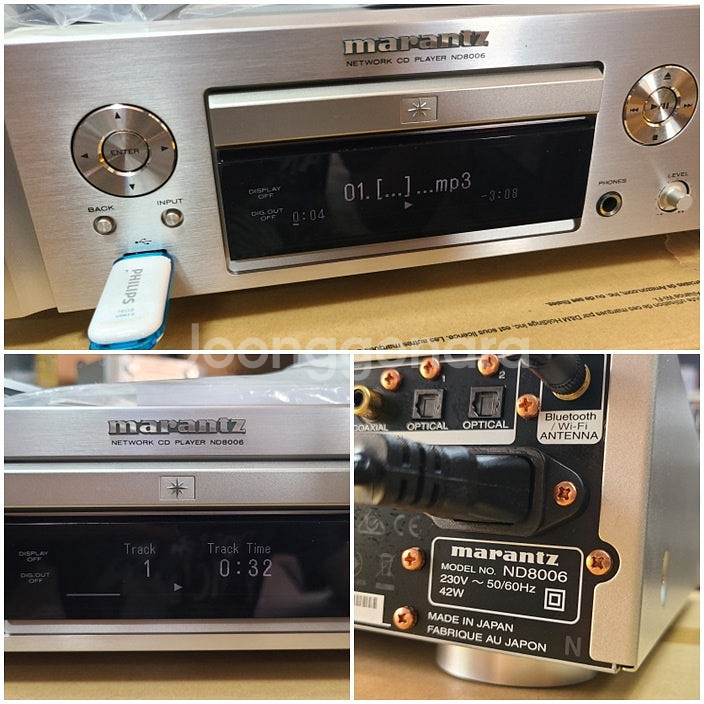 marantz
NETWORK CD PLAYER ND8006
ENTER
BACK
INPUT
DISPLAY
OFF
DIG.OUT
OFF
01.[...]...mp3
0:04
-3:08
PHONES
LEVEL
PHILIPS
Joonggonara
marantz
NETWORK CD PLAYER ND8006
DISPLAY
OFF
DIG.OUT
OFF
Track
1
Track Time
0:32
1
2
COAXIAL
OPTICAL
OPTICAL
Bluetooth
/ Wi-Fi
ANTENNA
CE
marantz
MODEL NO. ND8006
230V ~ 50/60Hz
42W
MADE IN JAPAN
FABRIQUE AU JAPON
N